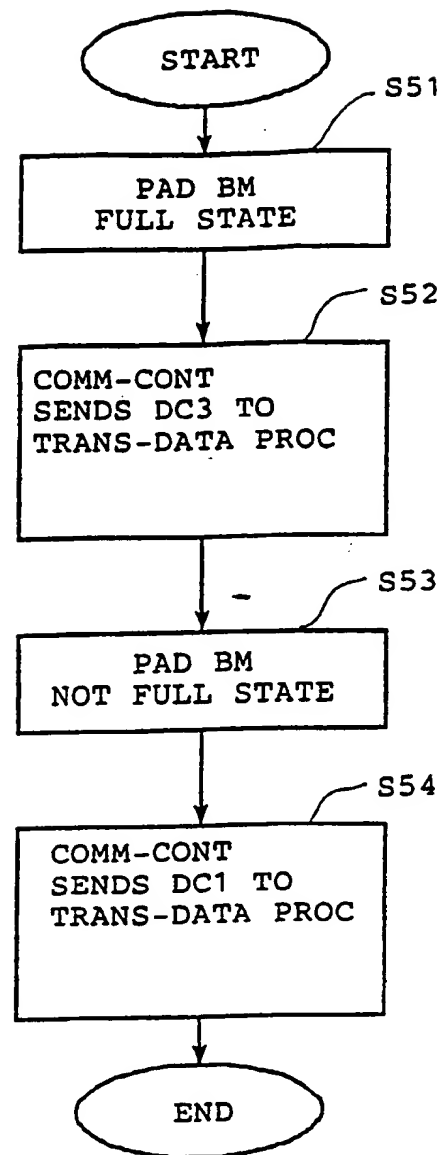 START
S51
PAD BM
FULL STATE
S52
COMM-CONT
SENDS DC3 TO
TRANS-DATA PROC
S53
PAD BM
NOT FULL STATE
S54
COMM-CONT
SENDS DC1 TO
TRANS-DATA PROC
END